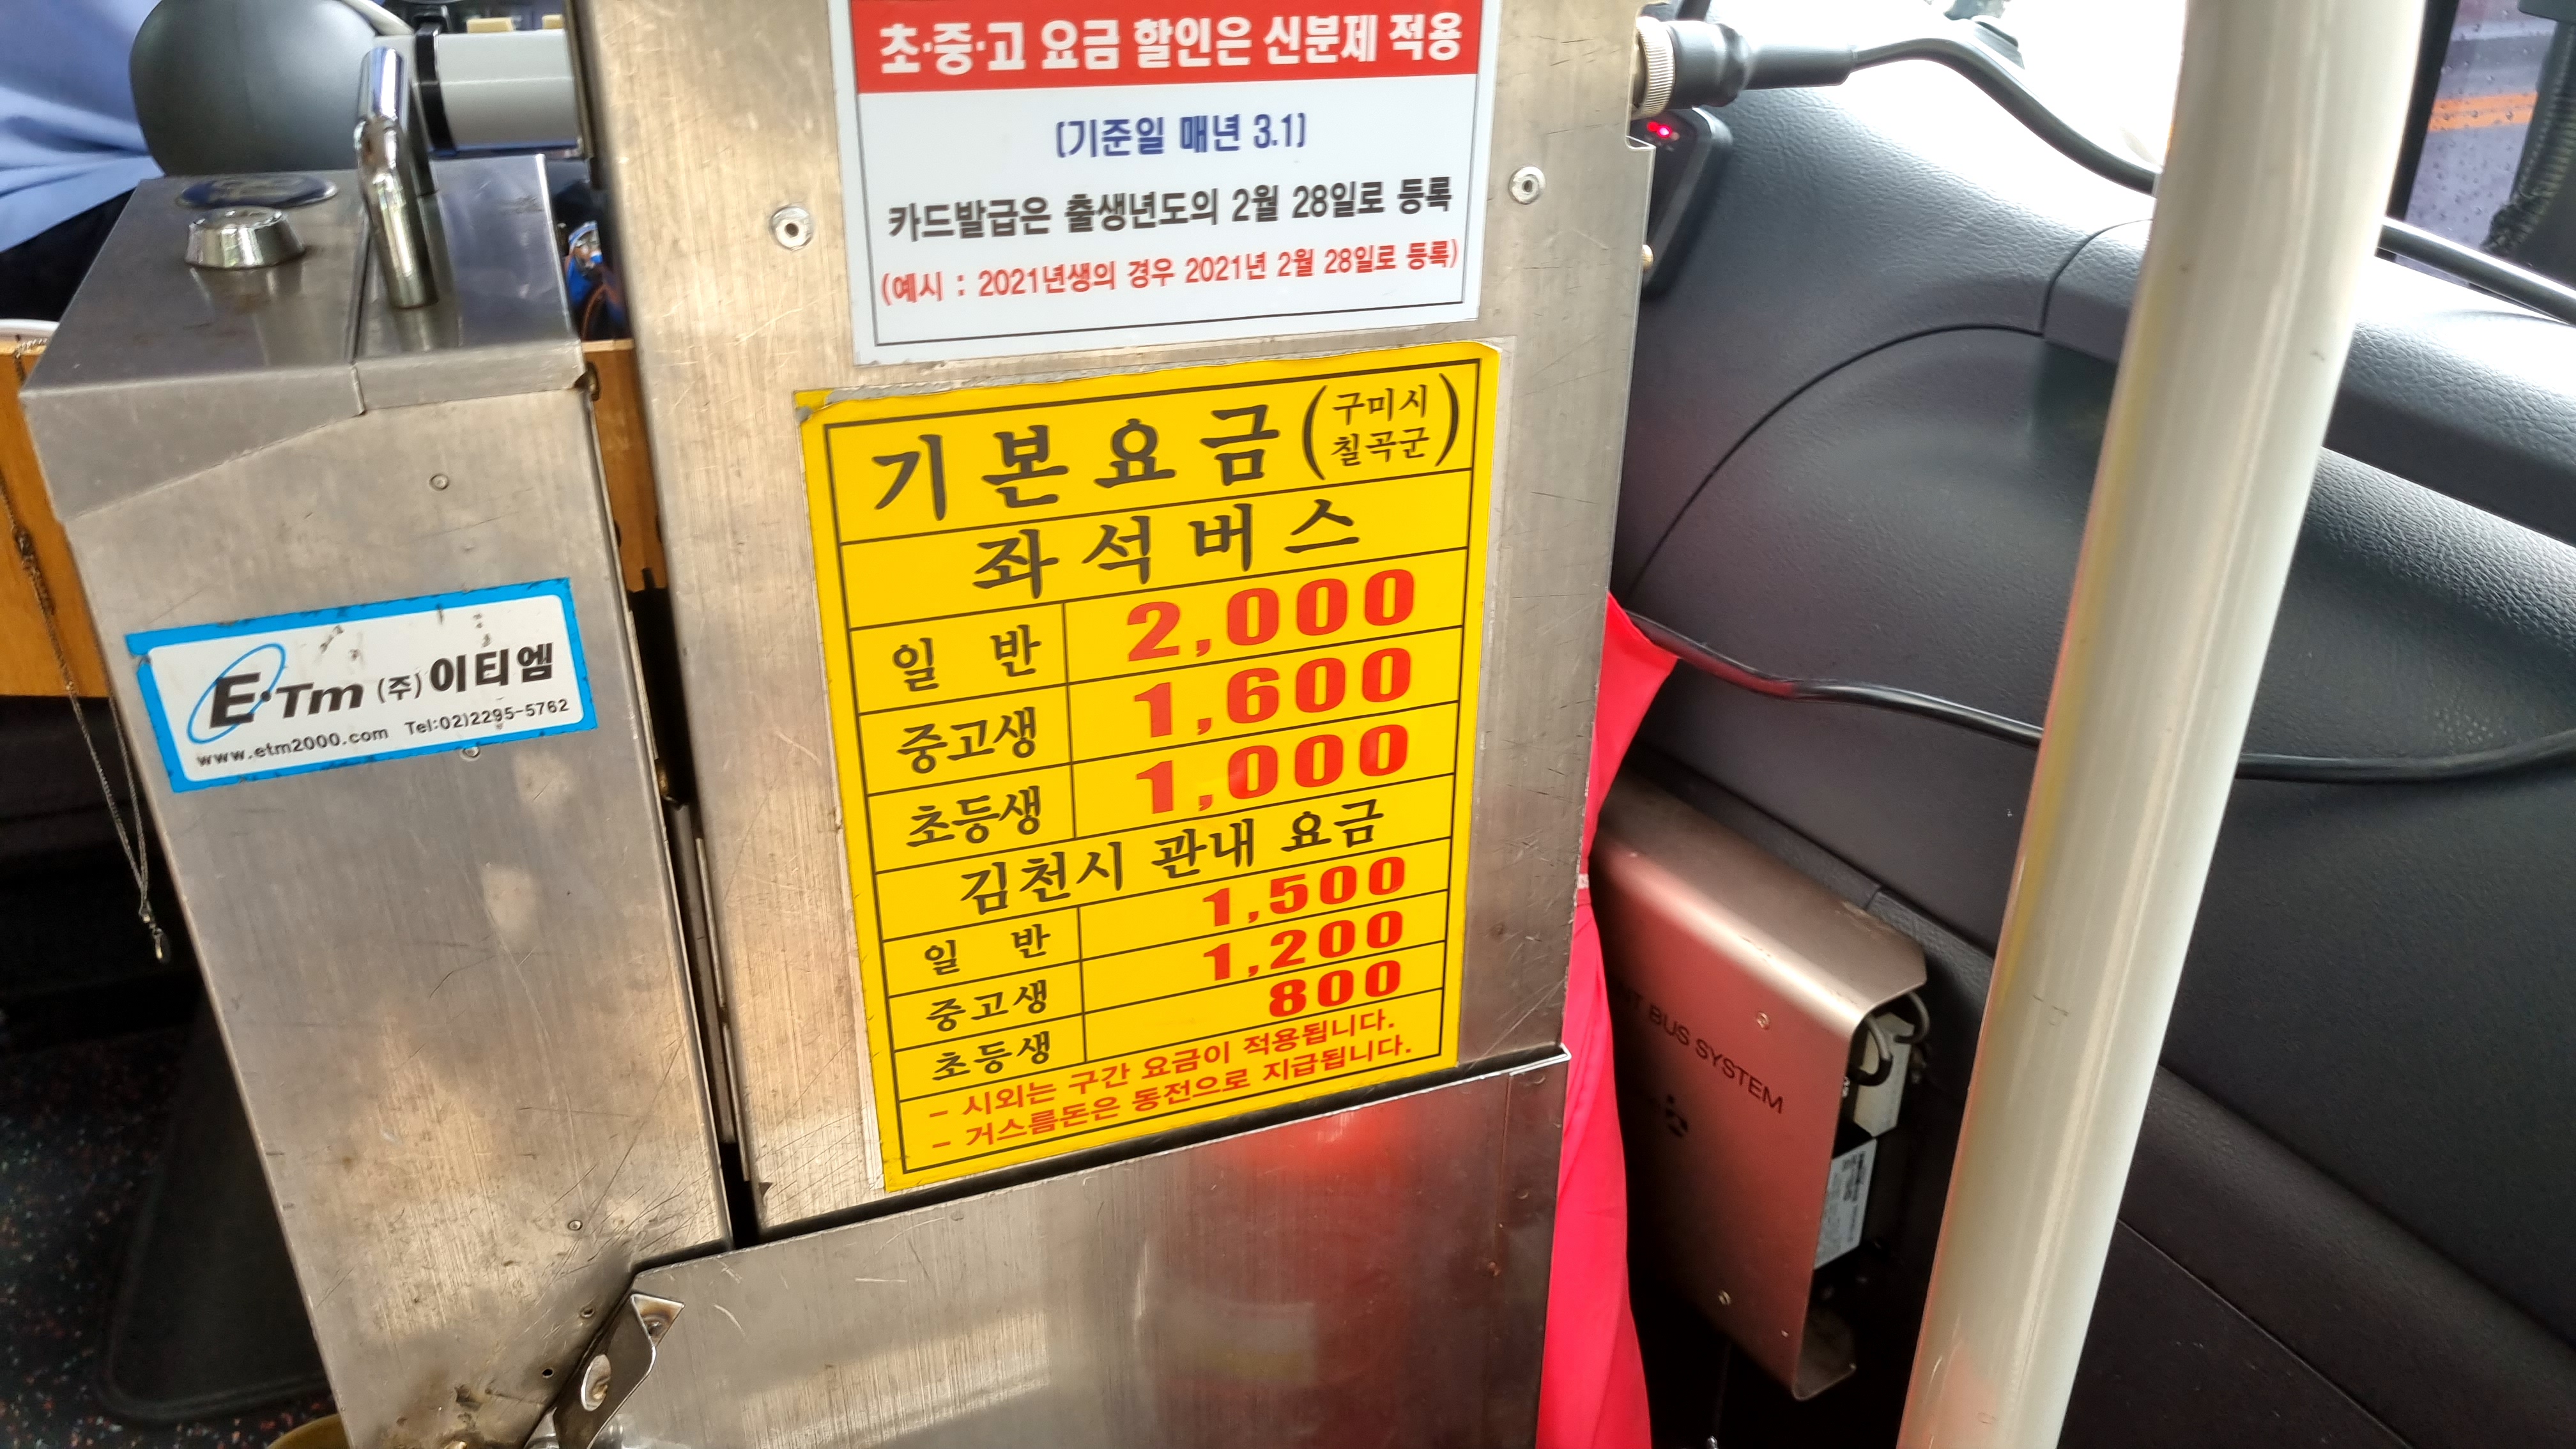 초·중·고 요금 할인은 신분제 적용
(기준일 매년 3.1)
카드발급은 출생년도의 2월 28일로 등록
(예시 : 2021년생의 경우 2021년 2월 28일로 등록)
기본요금(구미시 칠곡군)
좌석버스
일 반 2,000
중고생 1,600
초등생 1,000
김천시 관내 요금
일 반 1,500
중고생 1,200
초등생 800
- 시외는 구간 요금이 적용됩니다.
- 거스름돈은 동전으로 지급됩니다.
E·Tm (주)이티엠
www.etm2000.com Tel:02)2295-5762
BUS SYSTEM